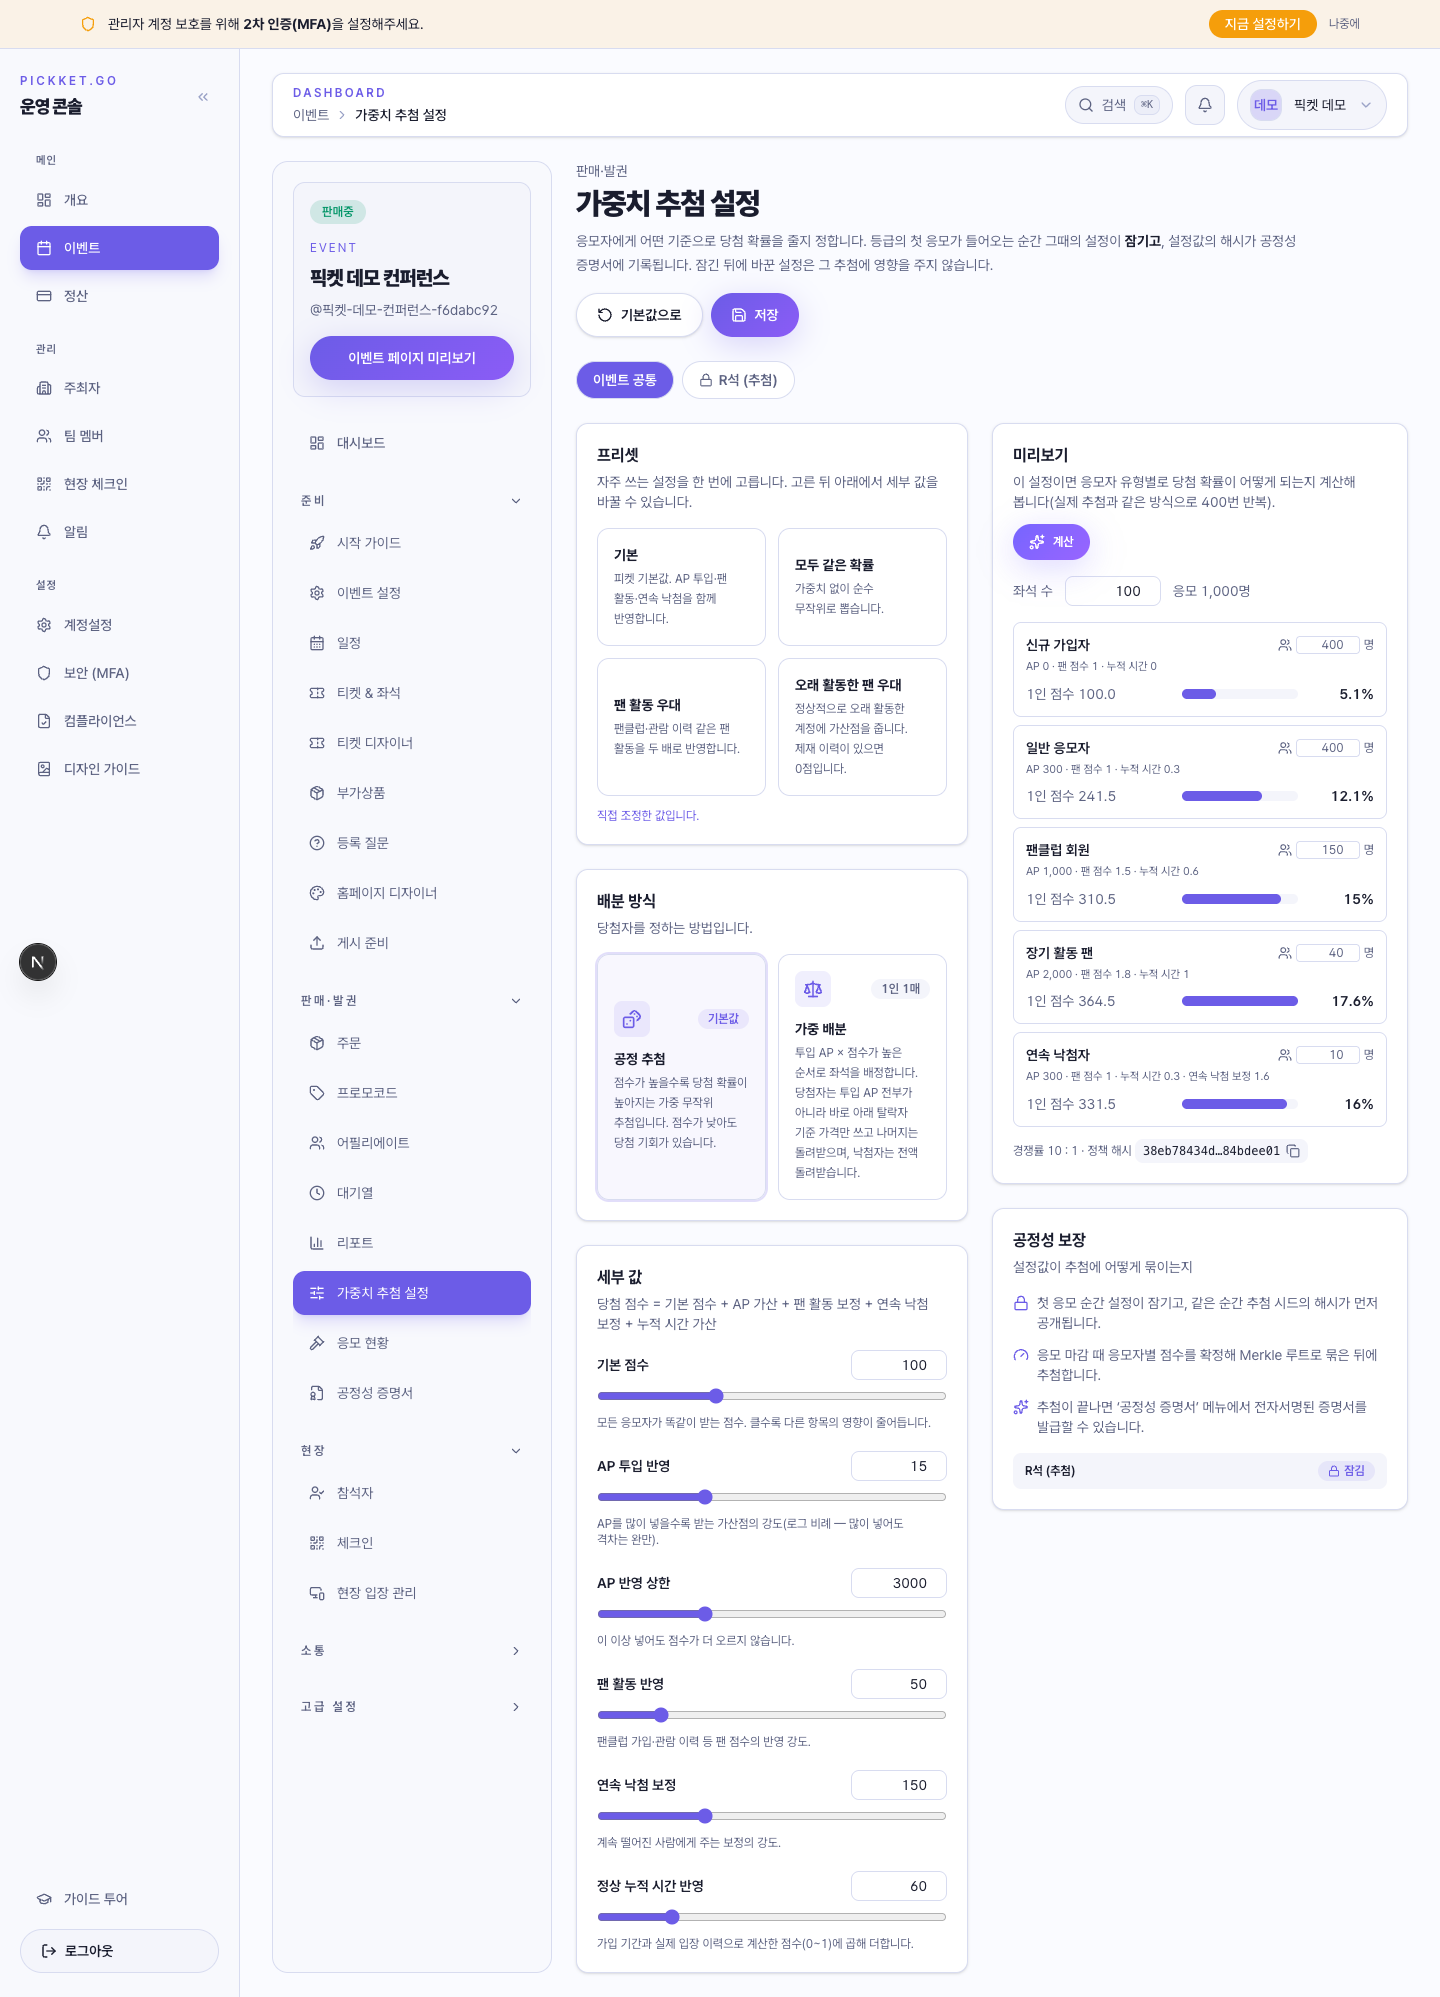 관리자 계정 보호를 위해 2차 인증(MFA)을 설정해주세요.
지금 설정하기
나중에
PICKKET.GO
운영 콘솔
메인
개요
이벤트
정산
관리
주최자
팀 멤버
현장 체크인
알림
설정
계정설정
보안 (MFA)
컴플라이언스
디자인 가이드
N
가이드 투어
로그아웃
DASHBOARD
이벤트 > 가중치 추첨 설정
검색 ⌘K
데모 픽켓 데모
판매중
EVENT
픽켓 데모 컨퍼런스
@픽켓-데모-컨퍼런스-f6dabc92
이벤트 페이지 미리보기
대시보드
준비
시작 가이드
이벤트 설정
일정
티켓 & 좌석
티켓 디자이너
부가상품
등록 질문
홈페이지 디자이너
게시 준비
판매·발권
주문
프로모코드
어필리에이트
대기열
리포트
가중치 추첨 설정
응모 현황
공정성 증명서
현장
참석자
체크인
현장 입장 관리
소통
고급 설정
판매·발권
가중치 추첨 설정
응모자에게 어떤 기준으로 당첨 확률을 줄지 정합니다. 등급의 첫 응모가 들어오는 순간 그때의 설정이 잠기고, 설정값의 해시가 공정성
증명서에 기록됩니다. 잠긴 뒤에 바꾼 설정은 그 추첨에 영향을 주지 않습니다.
기본값으로
저장
이벤트 공통
R석 (추첨)
프리셋
자주 쓰는 설정을 한 번에 고릅니다. 고른 뒤 아래에서 세부 값을
바꿀 수 있습니다.
기본
피켓 기본값. AP 투입·팬
활동·연속 낙첨을 함께
반영합니다.
모두 같은 확률
가중치 없이 순수
무작위로 뽑습니다.
팬 활동 우대
팬클럽·관람 이력 같은 팬
활동을 두 배로 반영합니다.
오래 활동한 팬 우대
정상적으로 오래 활동한
계정에 가산점을 줍니다.
제재 이력이 있으면
0점입니다.
직접 조정한 값입니다.
배분 방식
당첨자를 정하는 방법입니다.
기본값
공정 추첨
점수가 높을수록 당첨 확률이
높아지는 가중 무작위
추첨입니다. 점수가 낮아도
당첨 기회가 있습니다.
1인 1매
가중 배분
투입 AP × 점수가 높은
순서로 좌석을 배정합니다.
당첨자는 투입 AP 전부가
아니라 바로 아래 탈락자
기준 가격만 쓰고 나머지는
돌려받으며, 낙첨자는 전액
돌려받습니다.
세부 값
당첨 점수 = 기본 점수 + AP 가산 + 팬 활동 보정 + 연속 낙첨
보정 + 누적 시간 가산
기본 점수 100
모든 응모자가 똑같이 받는 점수. 클수록 다른 항목의 영향이 줄어듭니다.
AP 투입 반영 15
AP를 많이 넣을수록 받는 가산점의 강도(로그 비례 — 많이 넣어도
격차는 완만).
AP 반영 상한 3000
이 이상 넣어도 점수가 더 오르지 않습니다.
팬 활동 반영 50
팬클럽 가입·관람 이력 등 팬 점수의 반영 강도.
연속 낙첨 보정 150
계속 떨어진 사람에게 주는 보정의 강도.
정상 누적 시간 반영 60
가입 기간과 실제 입장 이력으로 계산한 점수(0~1)에 곱해 더합니다.
미리보기
이 설정이면 응모자 유형별로 당첨 확률이 어떻게 되는지 계산해
봅니다(실제 추첨과 같은 방식으로 400번 반복).
계산
좌석 수 100 응모 1,000명
신규 가입자 400 명
AP 0 · 팬 점수 1 · 누적 시간 0
1인 점수 100.0 5.1%
일반 응모자 400 명
AP 300 · 팬 점수 1 · 누적 시간 0.3
1인 점수 241.5 12.1%
팬클럽 회원 150 명
AP 1,000 · 팬 점수 1.5 · 누적 시간 0.6
1인 점수 310.5 15%
장기 활동 팬 40 명
AP 2,000 · 팬 점수 1.8 · 누적 시간 1
1인 점수 364.5 17.6%
연속 낙첨자 10 명
AP 300 · 팬 점수 1 · 누적 시간 0.3 · 연속 낙첨 보정 1.6
1인 점수 331.5 16%
경쟁률 10 : 1 · 정책 해시 38eb78434d…84bdee01
공정성 보장
설정값이 추첨에 어떻게 묶이는지
첫 응모 순간 설정이 잠기고, 같은 순간 추첨 시드의 해시가 먼저
공개됩니다.
응모 마감 때 응모자별 점수를 확정해 Merkle 루트로 묶은 뒤에
추첨합니다.
추첨이 끝나면 ‘공정성 증명서’ 메뉴에서 전자서명된 증명서를
발급할 수 있습니다.
R석 (추첨) 잠김